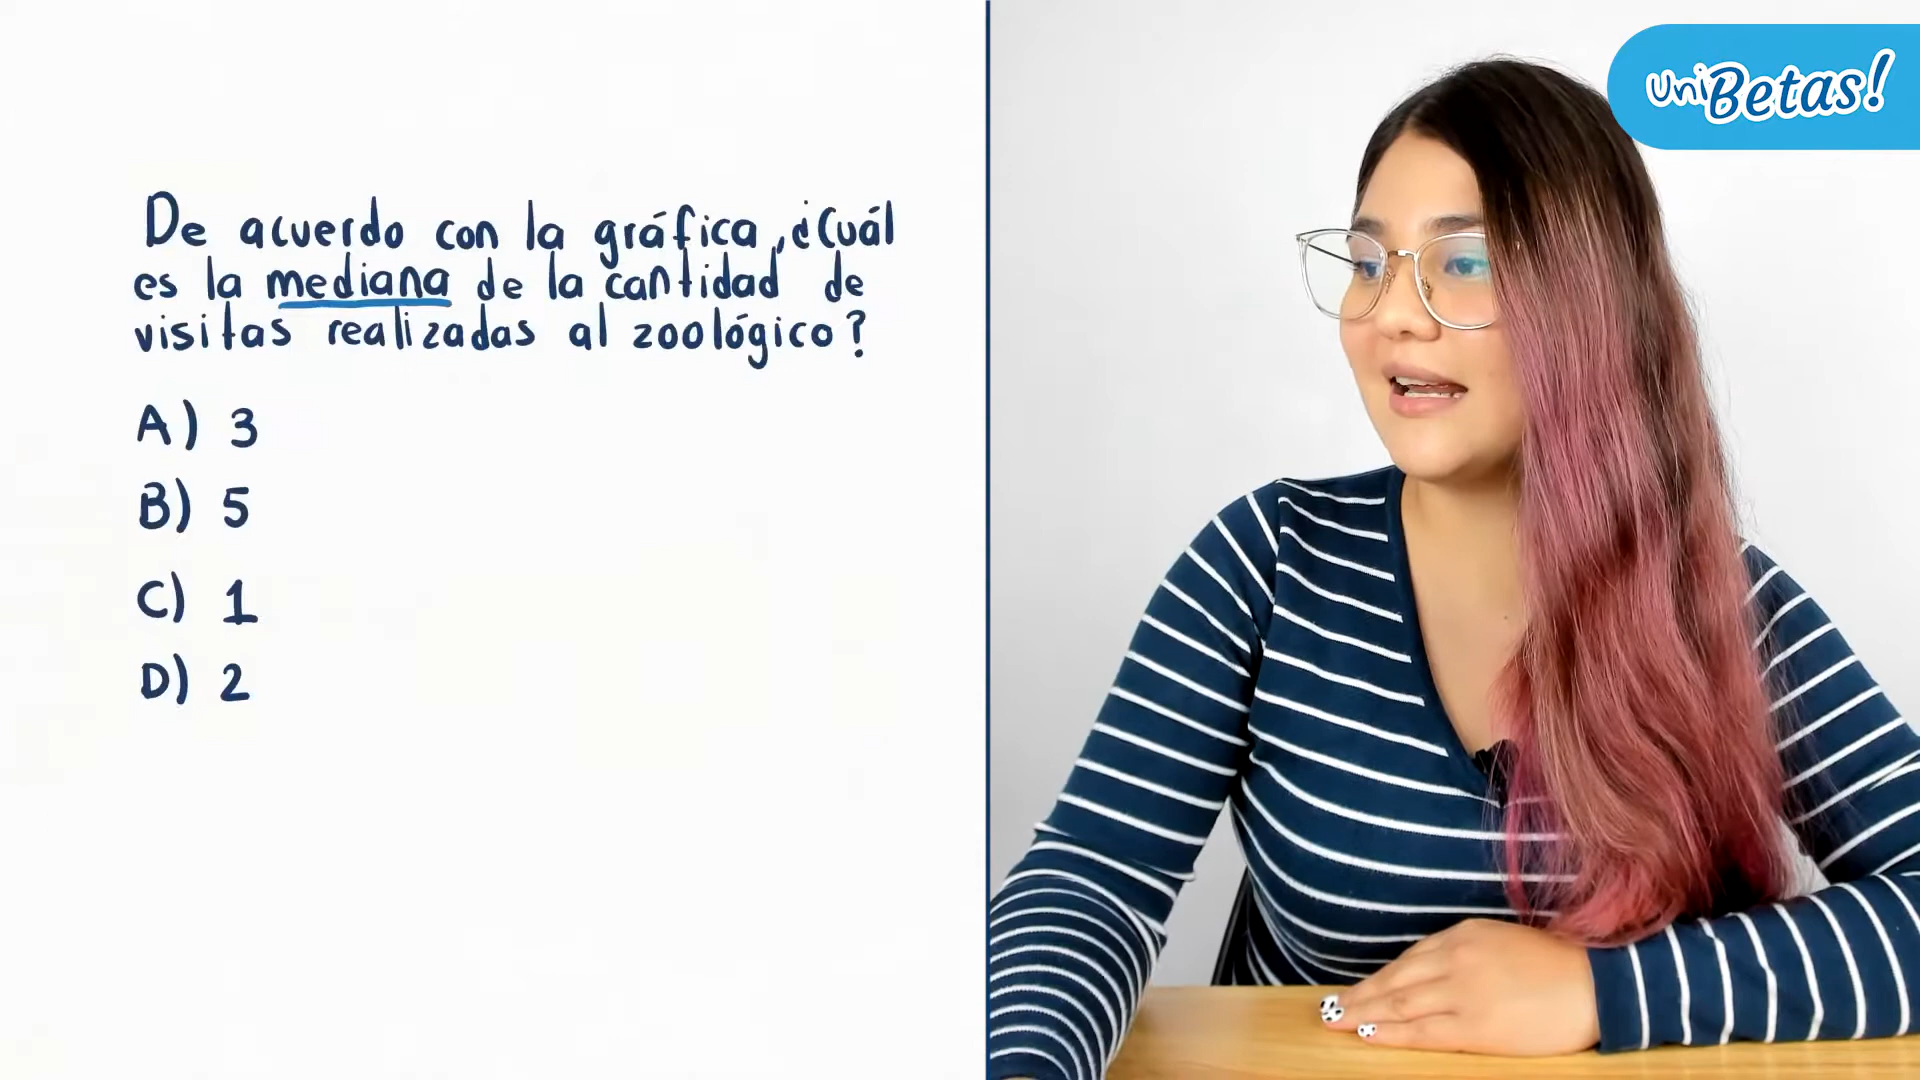 De acuerdo con la gráfica, ¿Cuál
es la mediana de la cantidad de
visitas realizadas al zoológico?
A) 3
B) 5
C) 1
D) 2
uniBetas!